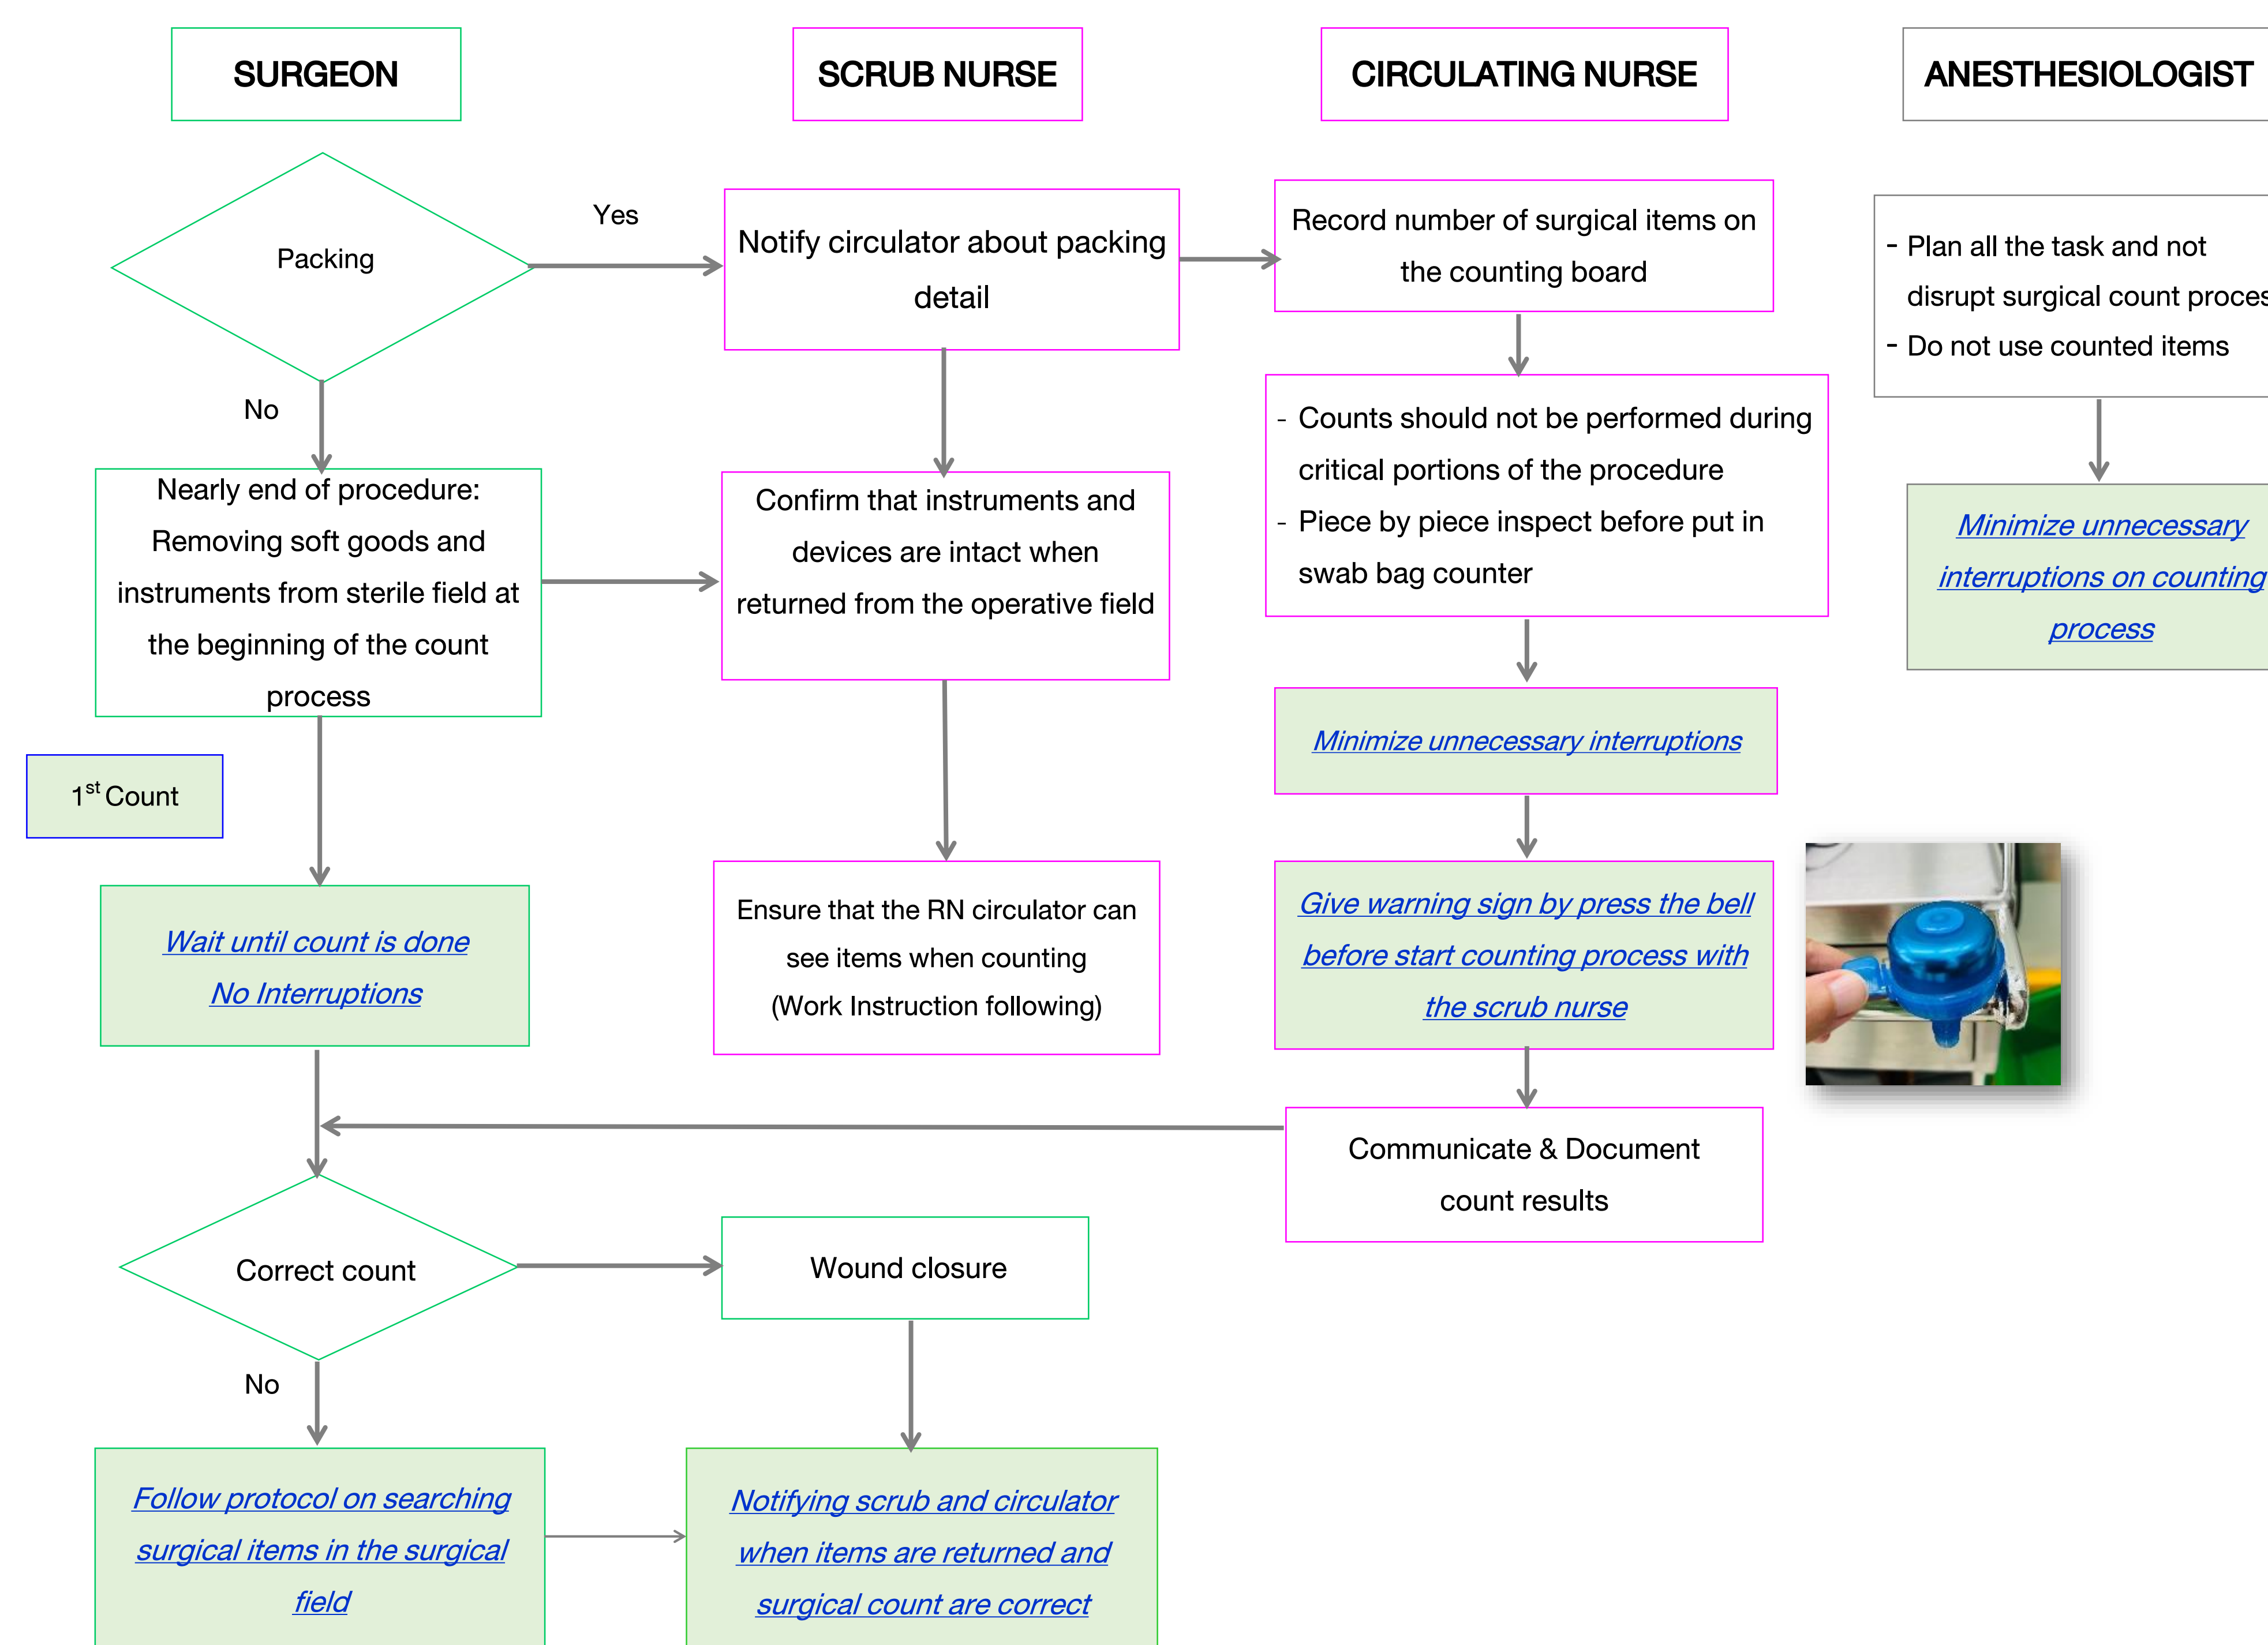 SURGEON
SCRUB NURSE
CIRCULATING NURSE
ANESTHESIOLOGIST
Packing
Yes
No
Notify circulator about packing
detail
Record number of surgical items on
the counting board
- Plan all the task and not
disrupt surgical count
- Do not use counted items
Nearly end of procedure:
Removing soft goods and
instruments from sterile field at
the beginning of the count
process
Confirm that instruments and
devices are intact when
returned from the operative field
- Counts should not be performed during
critical portions of the procedure
- Piece by piece inspect before put in
swab bag counter
Minimize unnecessary
interruptions on counting
process
1st Count
Minimize unnecessary interruptions
Wait until count is done
No Interruptions
Ensure that the RN circulator can
see items when counting
(Work Instruction following)
Give warning sign by press the bell
before start counting process with
the scrub nurse
Communicate & Document
count results
Correct count
Wound closure
No
Follow protocol on searching
surgical items in the surgical
field
Notifying scrub and circulator
when items are returned and
surgical count are correct